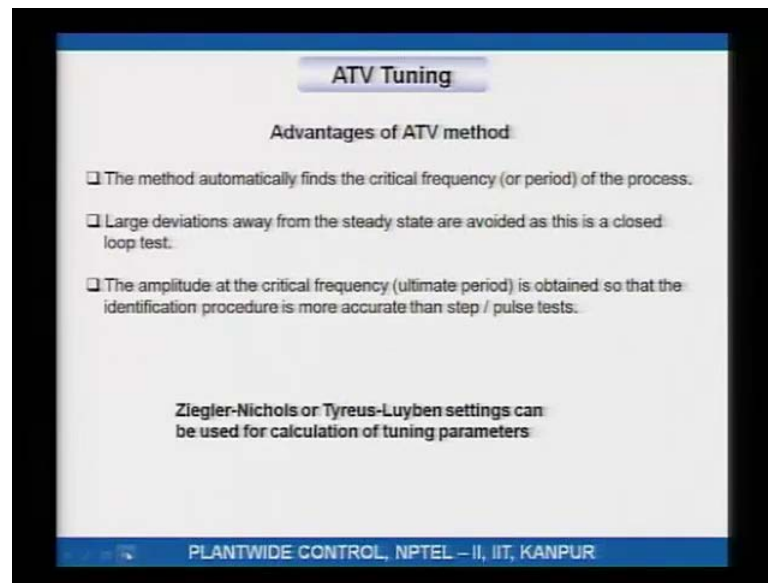 ATV Tuning
Advantages of ATV method
❑ The method automatically finds the critical frequency (or period) of the process.
❑ Large deviations away from the steady state are avoided as this is a closed
loop test.
❑ The amplitude at the critical frequency (ultimate period) is obtained so that the
identification procedure is more accurate than step / pulse tests.
Ziegler-Nichols or Tyreus-Luyben settings can
be used for calculation of tuning parameters
PLANTWIDE CONTROL, NPTEL – II, IIT, KANPUR